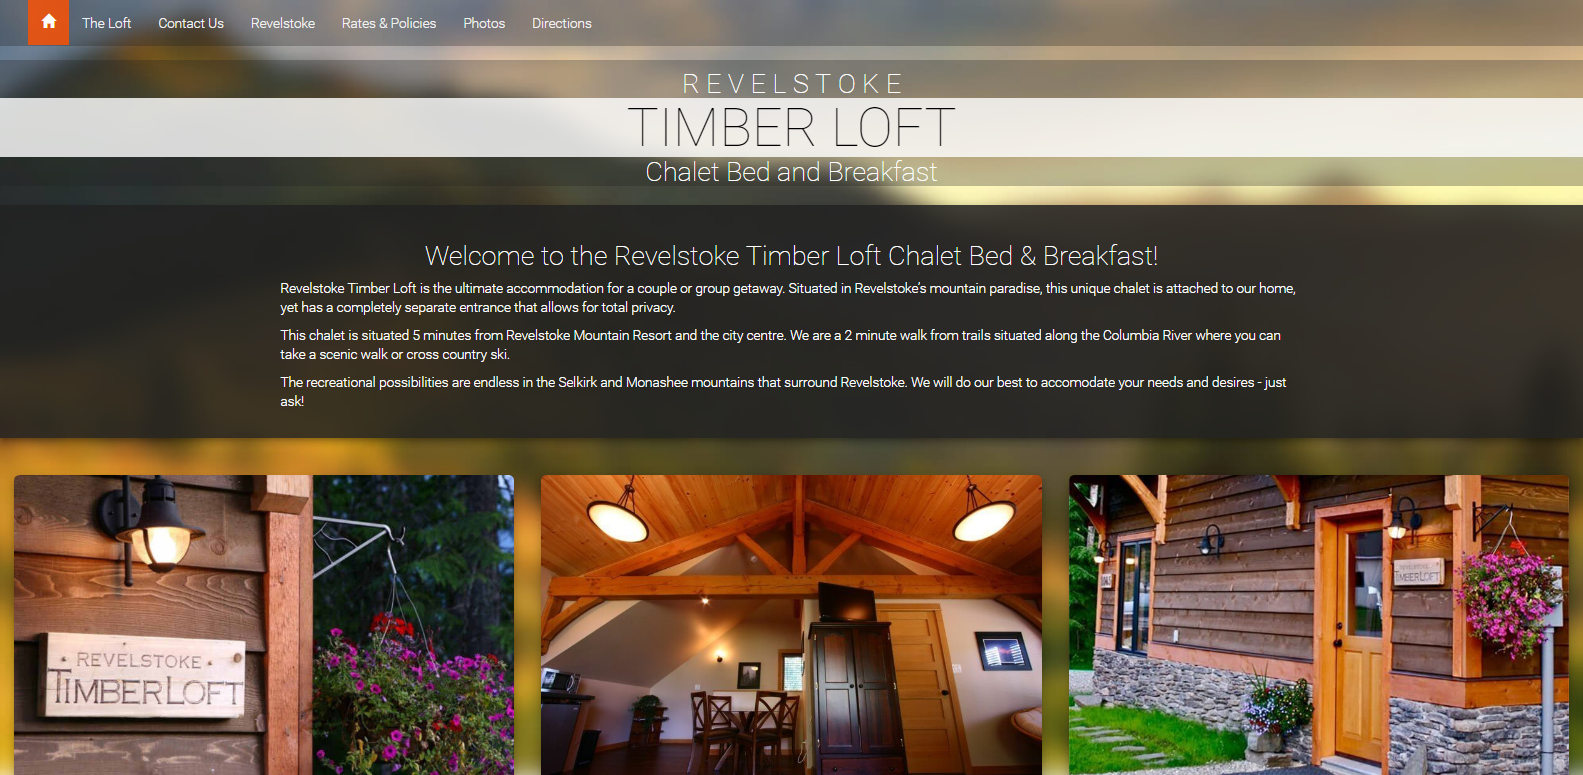 The Loft Contact Us Revelstoke Rates & Policies Photos Directions
REVELSTOKE
TIMBER LOFT
Chalet Bed and Breakfast
Welcome to the Revelstoke Timber Loft Chalet Bed & Breakfast!
Revelstoke Timber Loft is the ultimate accommodation for a couple or group getaway. Situated in Revelstoke's mountain paradise, this unique chalet is attached to our home,
yet has a completely separate entrance that allows for total privacy.
This chalet is situated 5 minutes from Revelstoke Mountain Resort and the city centre. We are a 2 minute walk from trails situated along the Columbia River where you can
take a scenic walk or cross country ski.
The recreational possibilities are endless in the Selkirk and Monashee mountains that surround Revelstoke. We will do our best to accomodate your needs and desires - just
ask!
REVELSTOKE
TIMBERLOFT
REVELSTOKE
TIMBERLOFT